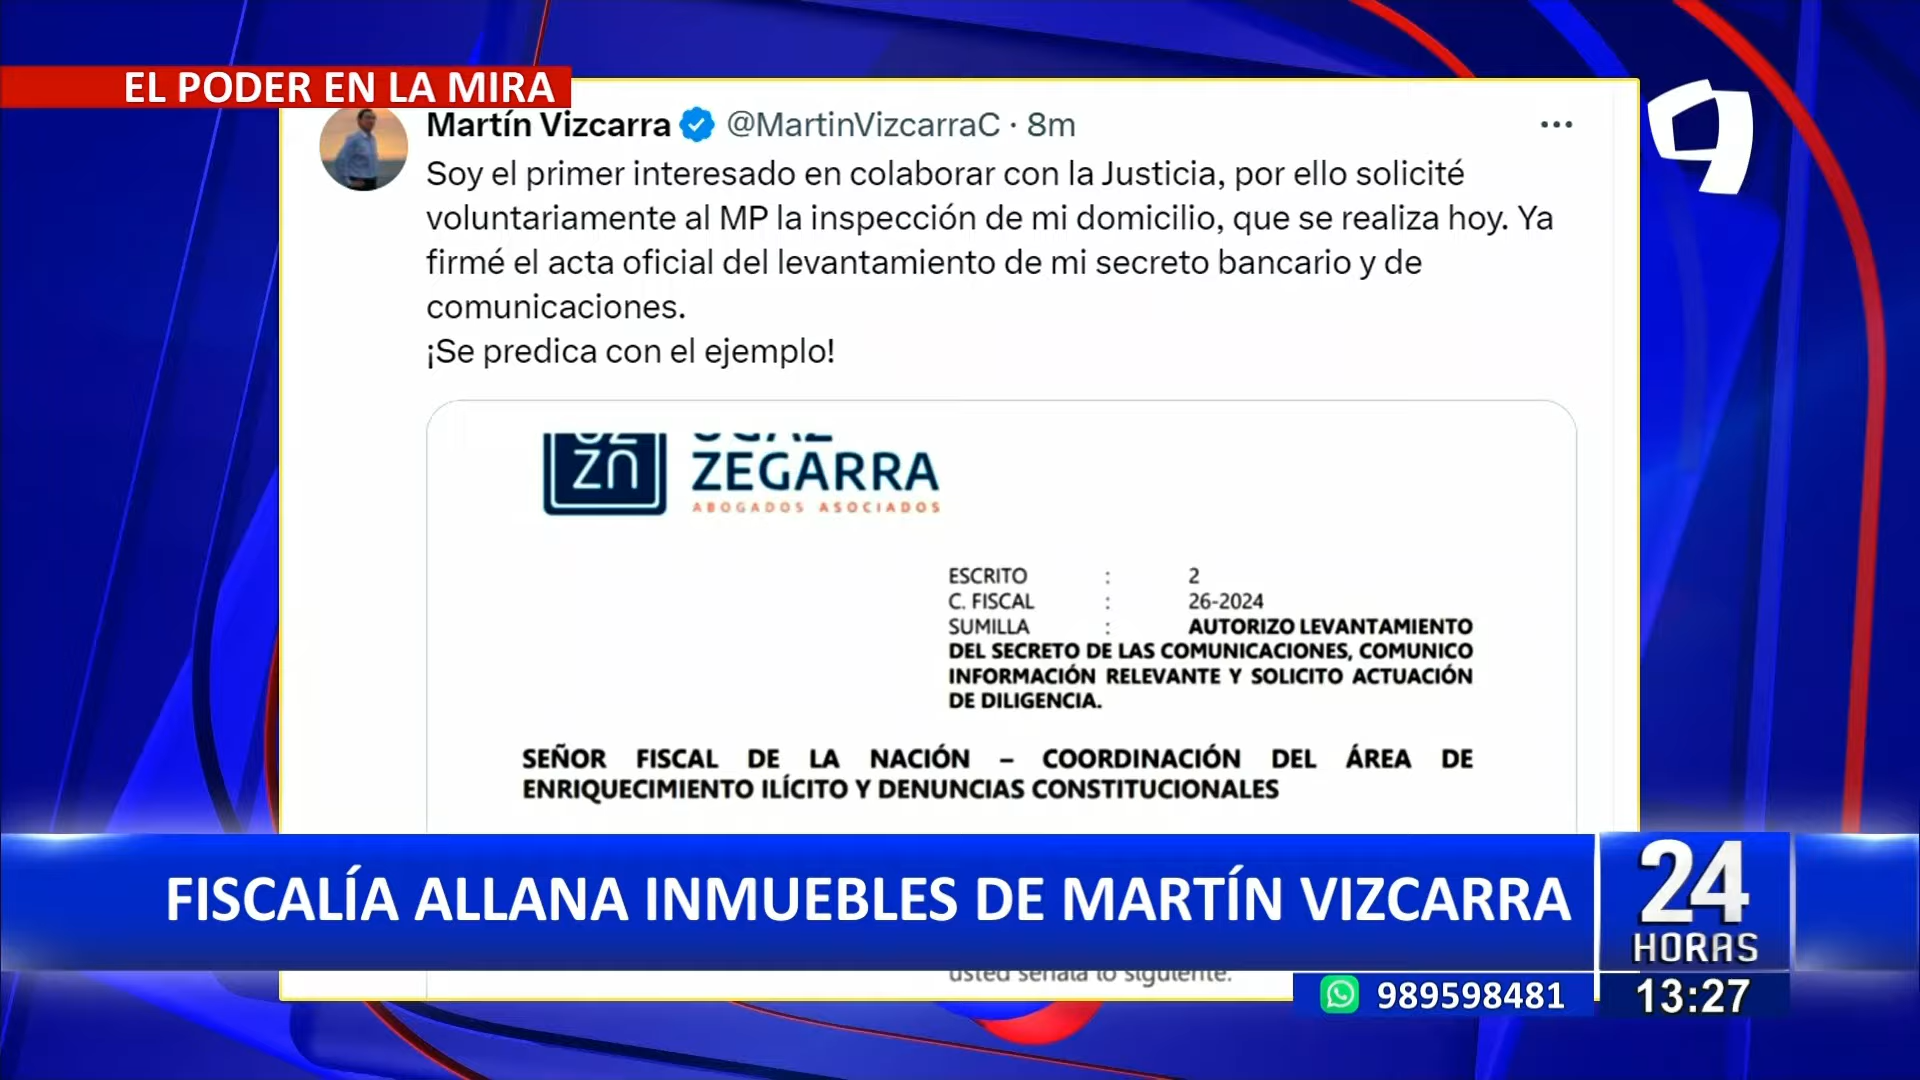 EL PODER EN LA MIRA
Martín Vizcarra @MartinVizcarraC · 8m
Soy el primer interesado en colaborar con la Justicia, por ello solicité
voluntariamente al MP la inspección de mi domicilio, que se realiza hoy. Ya
firmé el acta oficial del levantamiento de mi secreto bancario y de
comunicaciones.
¡Se predica con el ejemplo!
UGAZ
ZEGARRA
ABOGADOS ASOCIADOS
ESCRITO : 2
C. FISCAL : 26-2024
SUMILLA : AUTORIZO LEVANTAMIENTO
DEL SECRETO DE LAS COMUNICACIONES, COMUNICO
INFORMACIÓN RELEVANTE Y SOLICITO ACTUACIÓN
DE DILIGENCIA.
SEÑOR FISCAL DE LA NACIÓN – COORDINACIÓN DEL ÁREA DE
ENRIQUECIMIENTO ILÍCITO Y DENUNCIAS CONSTITUCIONALES
FISCALÍA ALLANA INMUEBLES DE MARTÍN VIZCARRA
24
HORAS
usted señala lo siguiente.
989598481
13:27